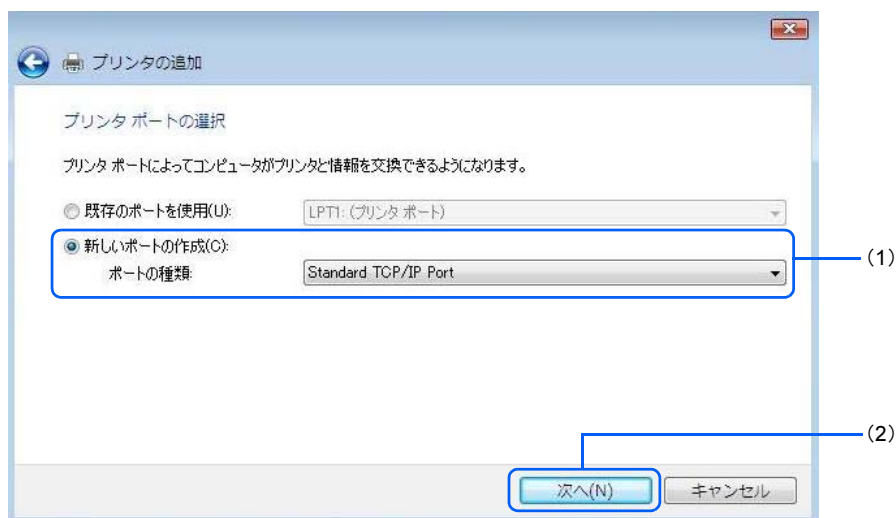 プリンタの追加
プリンタ ポートの選択
プリンタ ポートによってコンピュータがプリンタと情報を交換できるようになります。
既存のポートを使用(U): LPT1: (プリンタ ポート)
新しいポートの作成(C):
ポートの種類: Standard TCP/IP Port
(1)
(2)
次へ(N) キャンセル